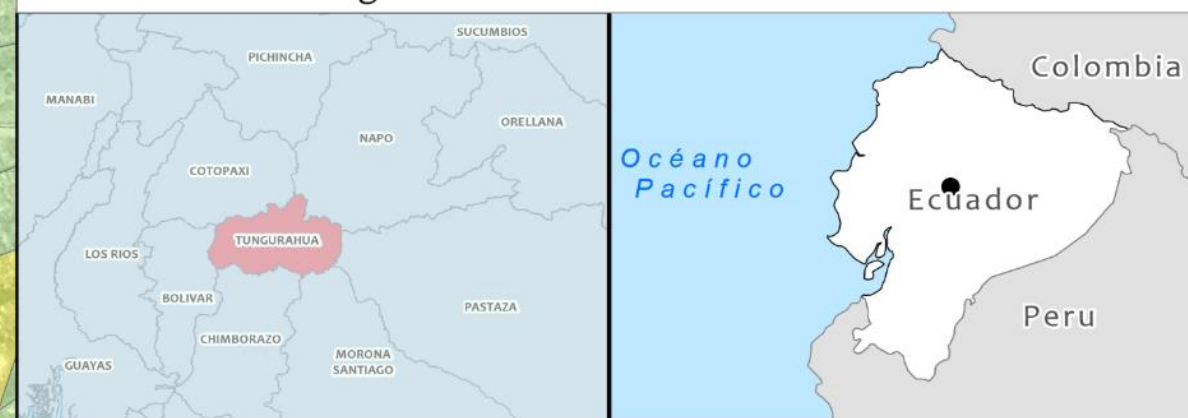 SUCUMBIOS
PICHINCHA
MANABI
ORELLANA
NAPO
COTOPAXI
TUNGURAHUA
LOS RIOS
BOLIVAR
PASTAZA
CHIMBORAZO
MORONA
SANTIAGO
GUAYAS
Colombia
Océano
Pacífico
Ecuador
Peru